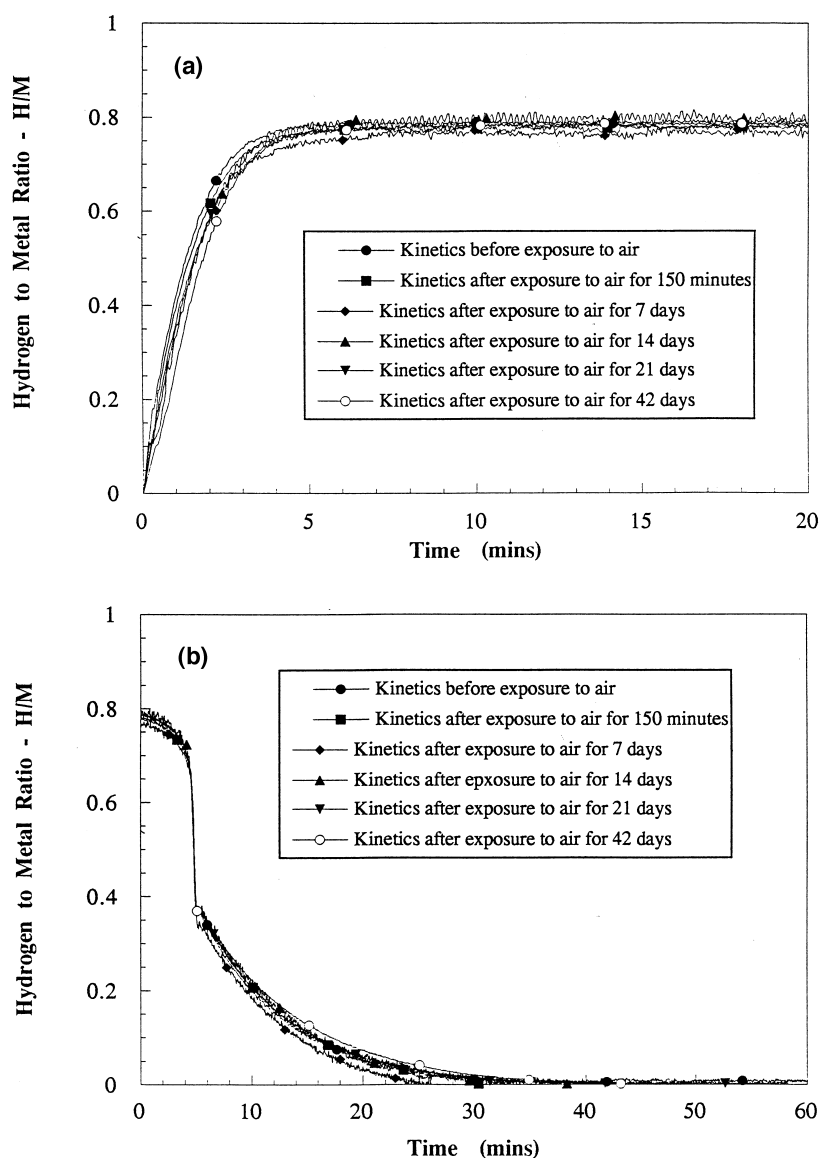 1
(a)
0.8
0.6
0.4
0.2
0
Hydrogen to Metal Ratio - H/M
Kinetics before exposure to air
Kinetics after exposure to air for 150 minutes
Kinetics after exposure to air for 7 days
Kinetics after exposure to air for 14 days
Kinetics after exposure to air for 21 days
Kinetics after exposure to air for 42 days
0 5 10 15 20
Time (mins)
1
(b)
0.8
0.6
0.4
0.2
0
Hydrogen to Metal Ratio - H/M
Kinetics before exposure to air
Kinetics after exposure to air for 150 minutes
Kinetics after exposure to air for 7 days
Kinetics after epxosure to air for 14 days
Kinetics after exposure to air for 21 days
Kinetics after exposure to air for 42 days
0 10 20 30 40 50 60
Time (mins)